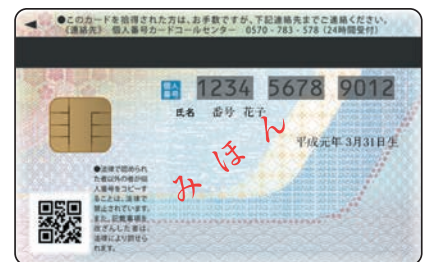 ●このカードを拾得された方は、お手数ですが、下記連絡先までご連絡ください。
《連絡先》 個人番号カードコールセンター 0570-783-578（24時間受付）
個人番号 1234 5678 9012
氏名 番号 花子
平成元年 3月31日生
みほん
●法律で認められ
た者以外の者が個
人番号をコピーす
ることは、法律で
禁止されています。
また、記載事項を
改ざんした者は、
法律により罰せら
れます。